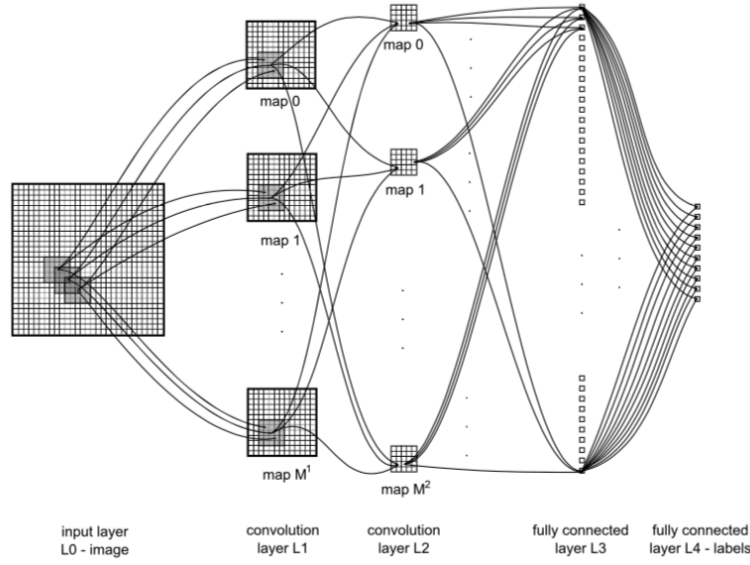 map 0
map 0
map 1
map 1
map M¹
map M²
input layer
L0 - image
convolution
layer L1
convolution
layer L2
fully connected
layer L3
fully connected
layer L4 - labels